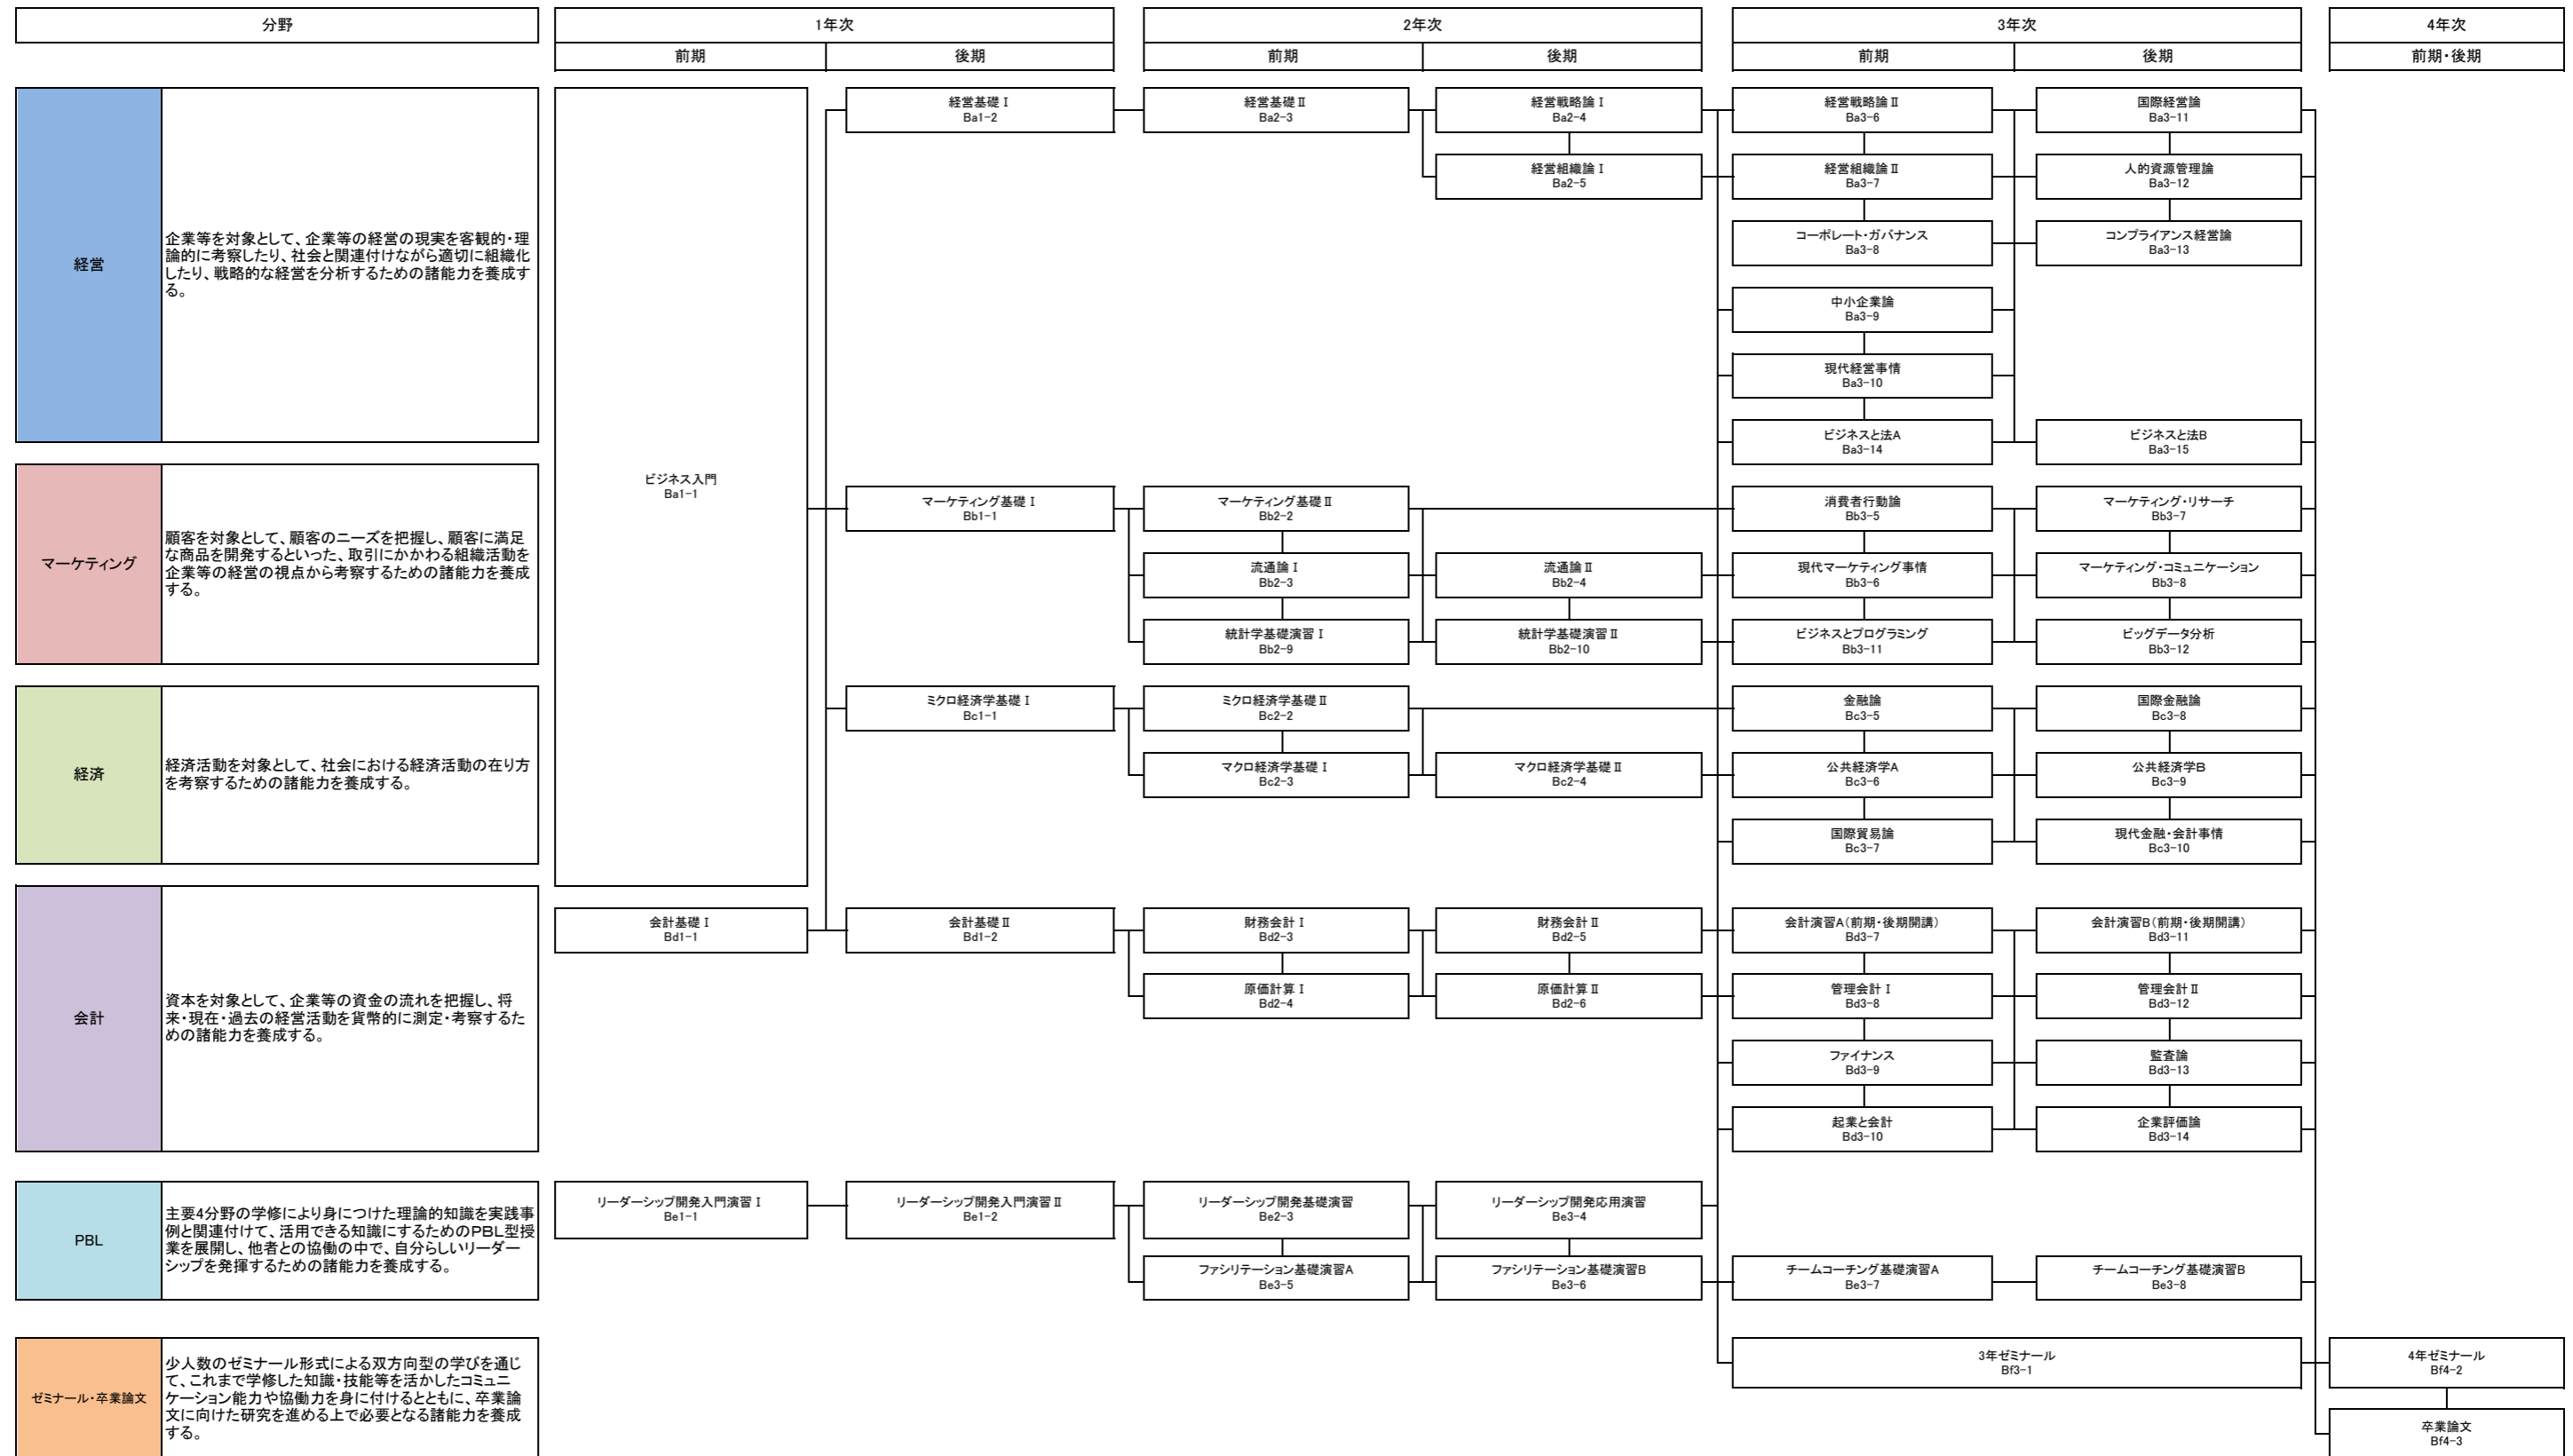 分野
1年次
2年次
3年次
4年次
前期
後期
前期
後期
前期
後期
前期・後期
経営
企業等を対象として、企業等の経営の現実を客観的・理
論的に考察したり、社会と関連付けながら適切に組織化
したり、戦略的な経営を分析するための諸能力を養成す
る。
ビジネス入門
Ba1-1
経営基礎Ⅰ
Ba1-2
経営基礎Ⅱ
Ba2-3
経営戦略論Ⅰ
Ba2-4
経営戦略論Ⅱ
Ba3-6
国際経営論
Ba3-11
経営組織論Ⅰ
Ba2-5
経営組織論Ⅱ
Ba3-7
人的資源管理論
Ba3-12
コーポレート・ガバナンス
Ba3-8
コンプライアンス経営論
Ba3-13
中小企業論
Ba3-9
現代経営事情
Ba3-10
ビジネスと法A
Ba3-14
ビジネスと法B
Ba3-15
マーケティング
顧客を対象として、顧客のニーズを把握し、顧客に満足
な商品を開発するといった、取引にかかわる組織活動を
企業等の経営の視点から考察するための諸能力を養成
する。
マーケティング基礎Ⅰ
Bb1-1
マーケティング基礎Ⅱ
Bb2-2
消費者行動論
Bb3-5
マーケティング・リサーチ
Bb3-7
流通論Ⅰ
Bb2-3
流通論Ⅱ
Bb2-4
現代マーケティング事情
Bb3-6
マーケティング・コミュニケーション
Bb3-8
統計学基礎演習Ⅰ
Bb2-9
統計学基礎演習Ⅱ
Bb2-10
ビジネスとプログラミング
Bb3-11
ビッグデータ分析
Bb3-12
経済
経済活動を対象として、社会における経済活動の在り方
を考察するための諸能力を養成する。
ミクロ経済学基礎Ⅰ
Bc1-1
ミクロ経済学基礎Ⅱ
Bc2-2
金融論
Bc3-5
国際金融論
Bc3-8
マクロ経済学基礎Ⅰ
Bc2-3
マクロ経済学基礎Ⅱ
Bc2-4
公共経済学A
Bc3-6
公共経済学B
Bc3-9
国際貿易論
Bc3-7
現代金融・会計事情
Bc3-10
会計
資本を対象として、企業等の資金の流れを把握し、将
来・現在・過去の経営活動を貨幣的に測定・考察するた
めの諸能力を養成する。
会計基礎Ⅰ
Bd1-1
会計基礎Ⅱ
Bd1-2
財務会計Ⅰ
Bd2-3
財務会計Ⅱ
Bd2-5
会計演習A(前期・後期開講)
Bd3-7
会計演習B(前期・後期開講)
Bd3-11
原価計算Ⅰ
Bd2-4
原価計算Ⅱ
Bd2-6
管理会計Ⅰ
Bd3-8
管理会計Ⅱ
Bd3-12
ファイナンス
Bd3-9
監査論
Bd3-13
起業と会計
Bd3-10
企業評価論
Bd3-14
PBL
主要4分野の学修により身につけた理論的知識を実践事
例と関連付けて、活用できる知識にするためのPBL型授
業を展開し、他者との協働の中で、自分らしいリーダー
シップを発揮するための諸能力を養成する。
リーダーシップ開発入門演習Ⅰ
Be1-1
リーダーシップ開発入門演習Ⅱ
Be1-2
リーダーシップ開発基礎演習
Be2-3
リーダーシップ開発応用演習
Be3-4
ファシリテーション基礎演習A
Be3-5
ファシリテーション基礎演習B
Be3-6
チームコーチング基礎演習A
Be3-7
チームコーチング基礎演習B
Be3-8
ゼミナール・卒業論文
少人数のゼミナール形式による双方向型の学びを通じ
て、これまで学修した知識・技能等を活かしたコミュニ
ケーション能力や協働力を身に付けるとともに、卒業論
文に向けた研究を進める上で必要となる諸能力を養成
する。
3年ゼミナール
Bf3-1
4年ゼミナール
Bf4-2
卒業論文
Bf4-3